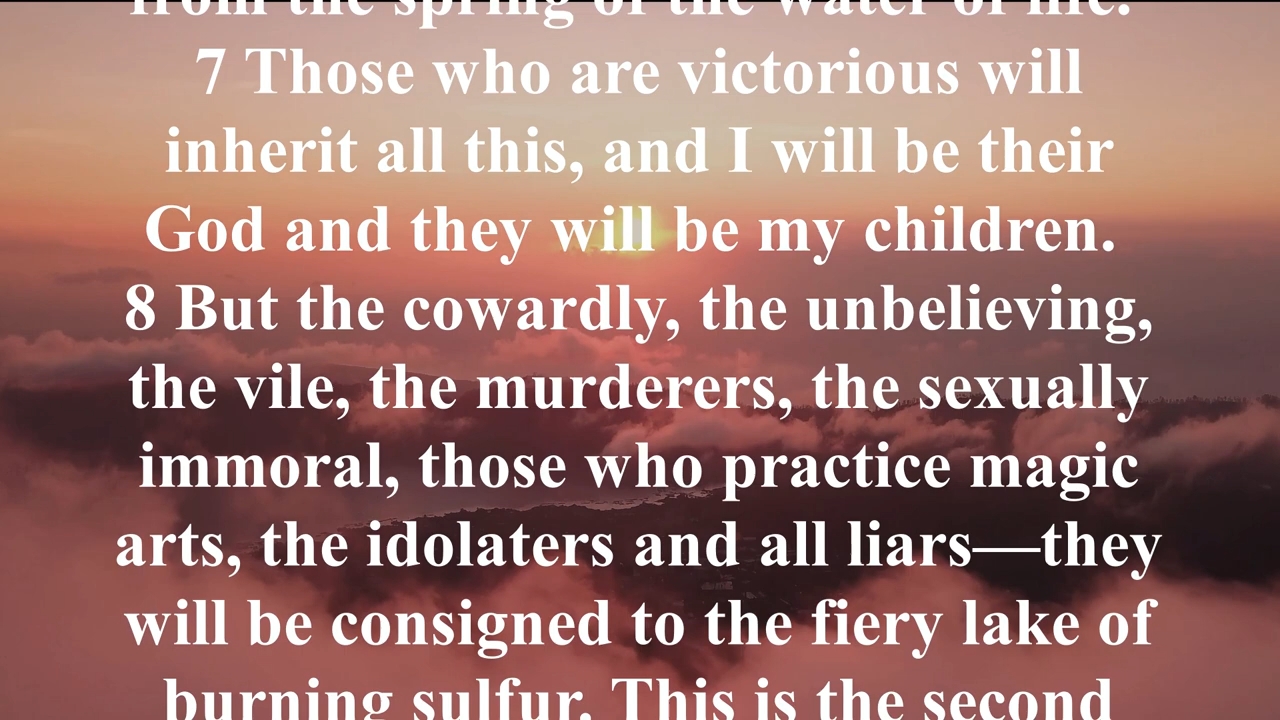 from the spring of the water of life.
7 Those who are victorious will
inherit all this, and I will be their
God and they will be my children.
8 But the cowardly, the unbelieving,
the vile, the murderers, the sexually
immoral, those who practice magic
arts, the idolaters and all liars—they
will be consigned to the fiery lake of
burning sulfur. This is the second